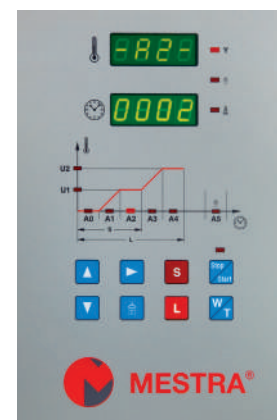 -A2-
0002
U2
U1
A0 A1 A2 A3 A4 A5
S
L
S
Stop
Start
L
W
T
MESTRA®